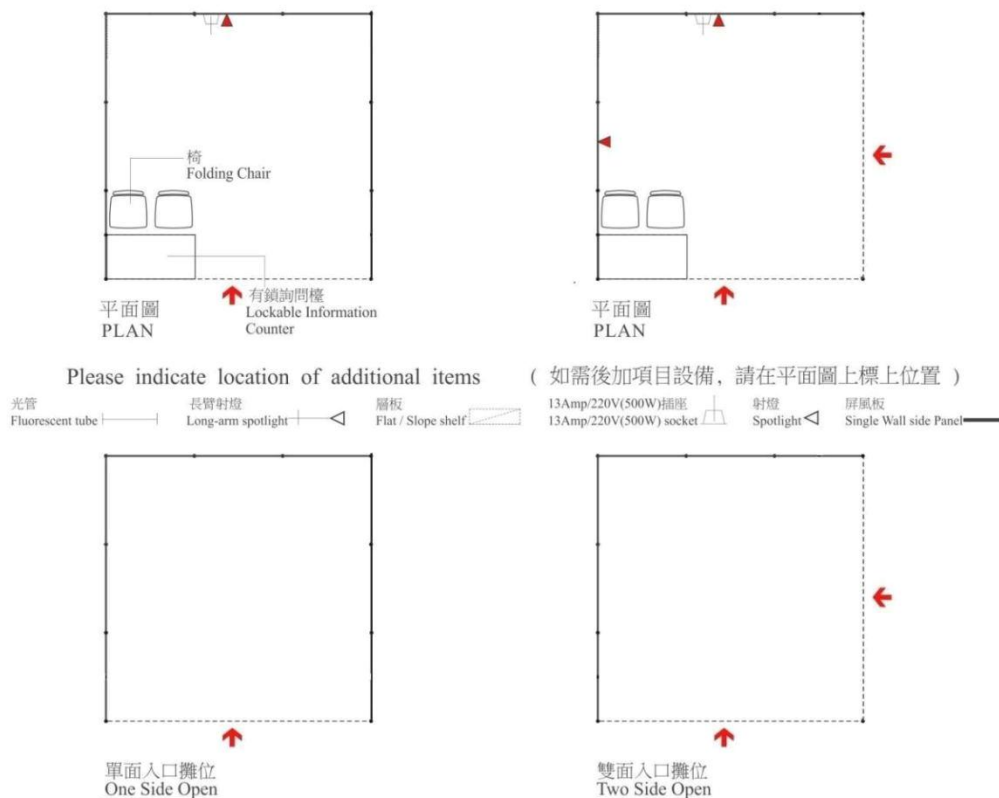 椅
Folding Chair
有鎖詢問檯
Lockable Information
Counter
平面圖
PLAN
平面圖
PLAN
Please indicate location of additional items ( 如需後加項目設備, 請在平面圖上標上位置 )
光管
Fluorescent tube
長臂射燈
Long-arm spotlight
層板
Flat / Slope shelf
13Amp/220V(500W)插座
13Amp/220V(500W) socket
射燈
Spotlight
屏風板
Single Wall side Panel
單面入口攤位
One Side Open
雙面入口攤位
Two Side Open